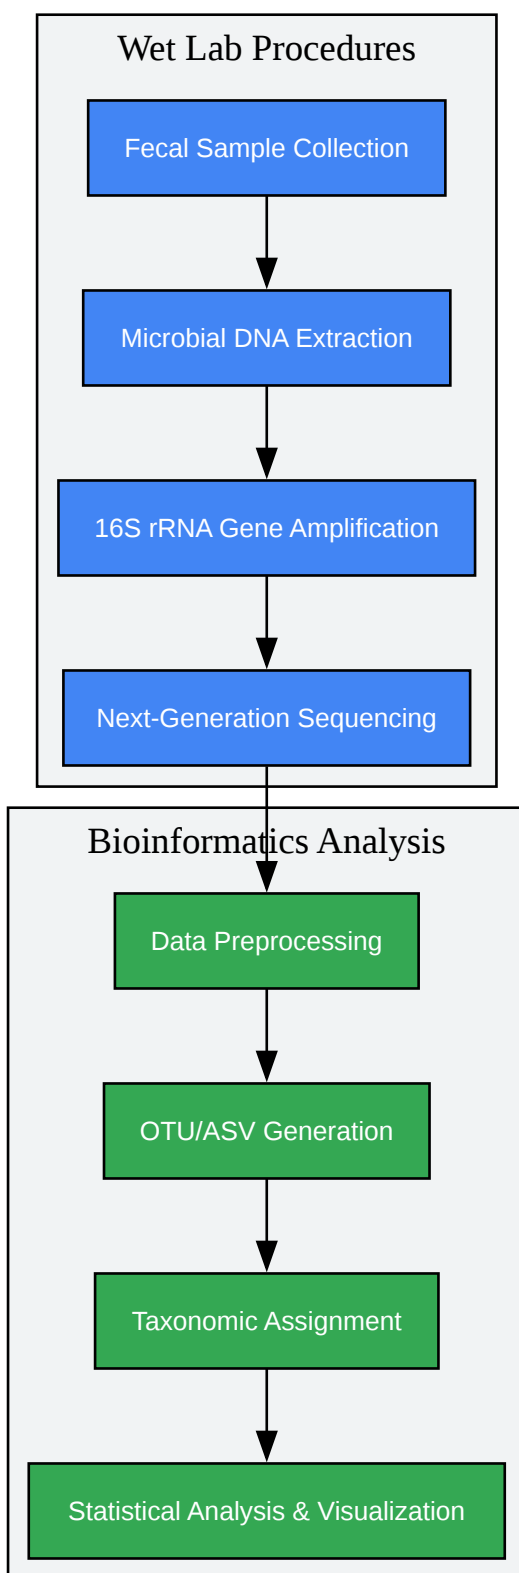 Wet Lab Procedures
Fecal Sample Collection
Microbial DNA Extraction
16S rRNA Gene Amplification
Next-Generation Sequencing
Bioinformatics Analysis
Data Preprocessing
OTU/ASV Generation
Taxonomic Assignment
Statistical Analysis & Visualization